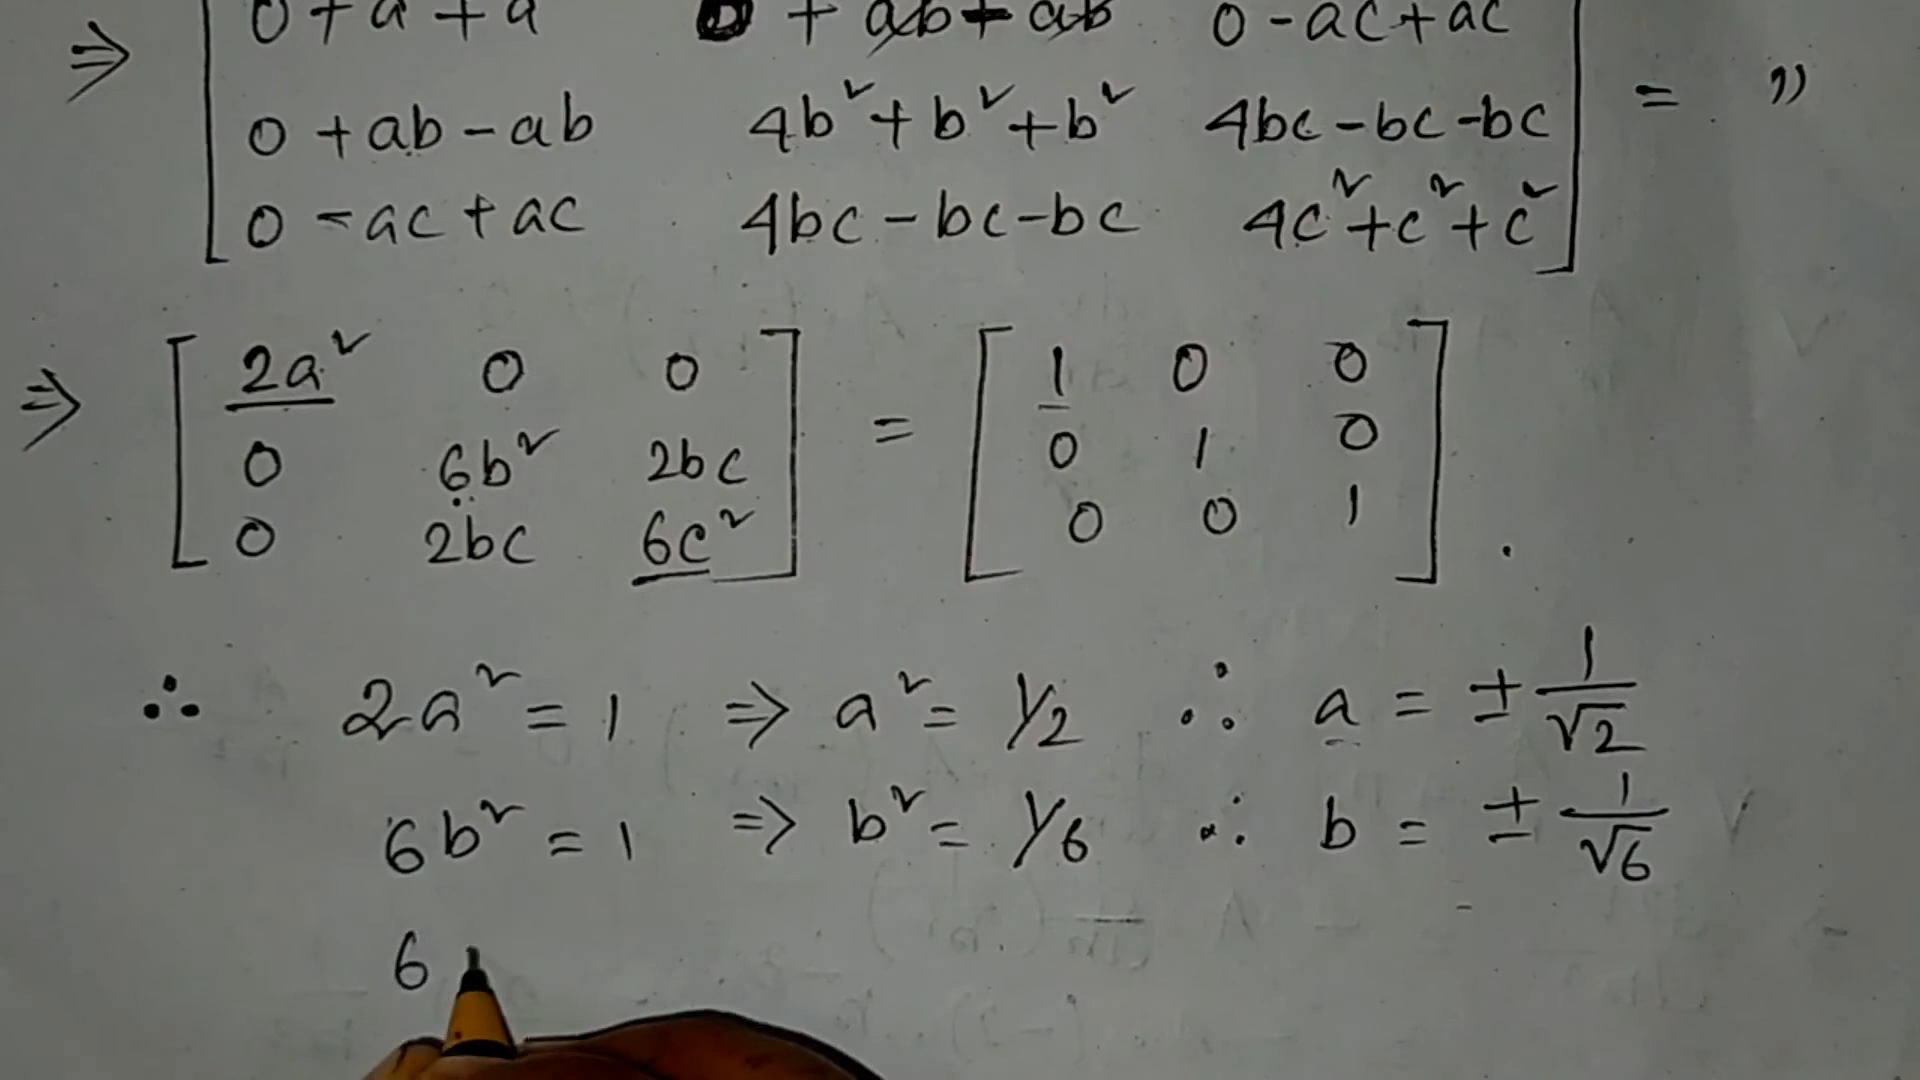 ⇒ [ 0 + a + a 0 + ab - ab 0 - ac + ac
0 + ab - ab 4b² + b² + b² 4bc - bc - bc ] = "
0 - ac + ac 4bc - bc - bc 4c² + c² + c²
⇒ [ 2a² 0 0 ] = [ 1 0 0 ]
0 6b² 2bc 0 1 0
0 2bc 6c² 0 0 1 .
∴ 2a² = 1 ⇒ a² = 1/2 ∴ a = ± 1/√2
6b² = 1 ⇒ b² = 1/6 ∴ b = ± 1/√6
6